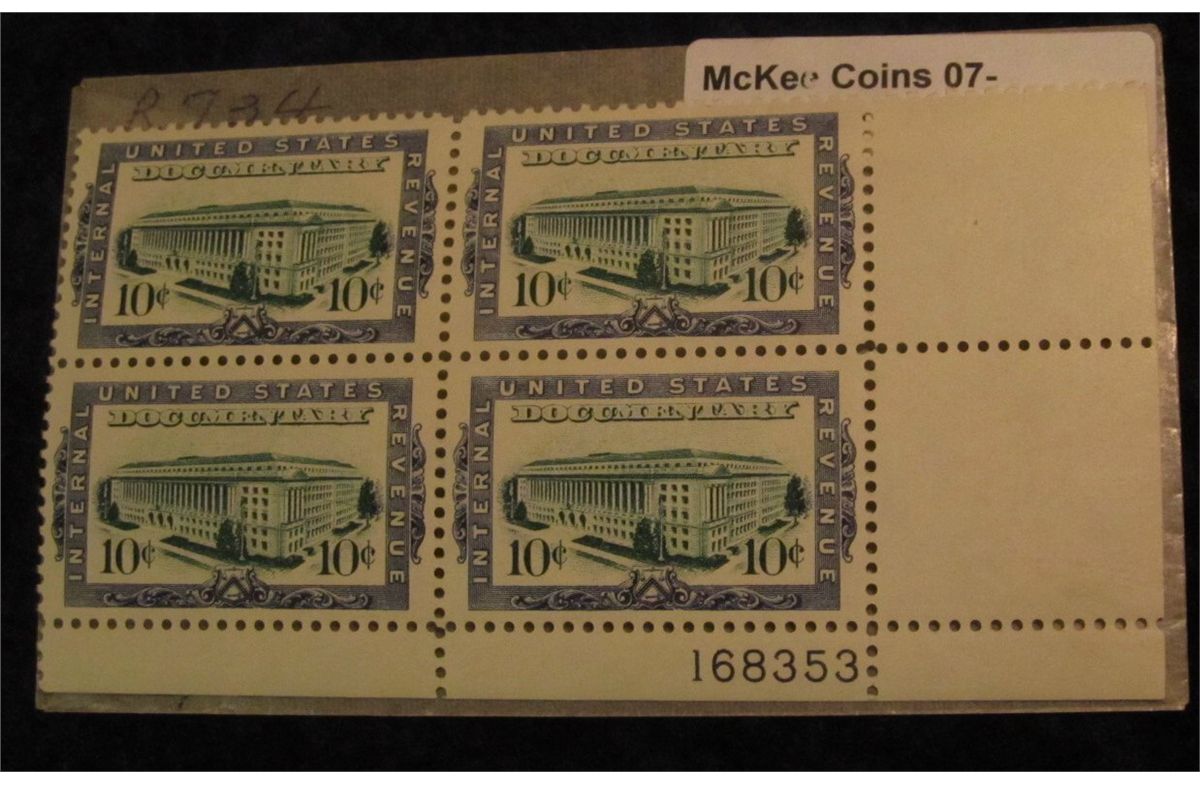 McKee Coins 07-
R. 734
UNITED STATES
DOCUMENTARY
INTERNAL
REVENUE
10¢ 10¢
UNITED STATES
DOCUMENTARY
INTERNAL
REVENUE
10¢ 10¢
UNITED STATES
DOCUMENTARY
INTERNAL
REVENUE
10¢ 10¢
UNITED STATES
DOCUMENTARY
INTERNAL
REVENUE
10¢ 10¢
168353